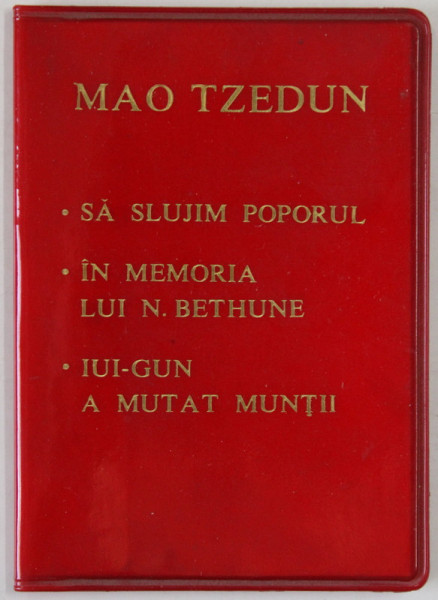 MAO TZEDUN
• SĂ SLUJIM POPORUL
• ÎN MEMORIA
LUI N. BETHUNE
• IUI-GUN
A MUTAT MUNȚII